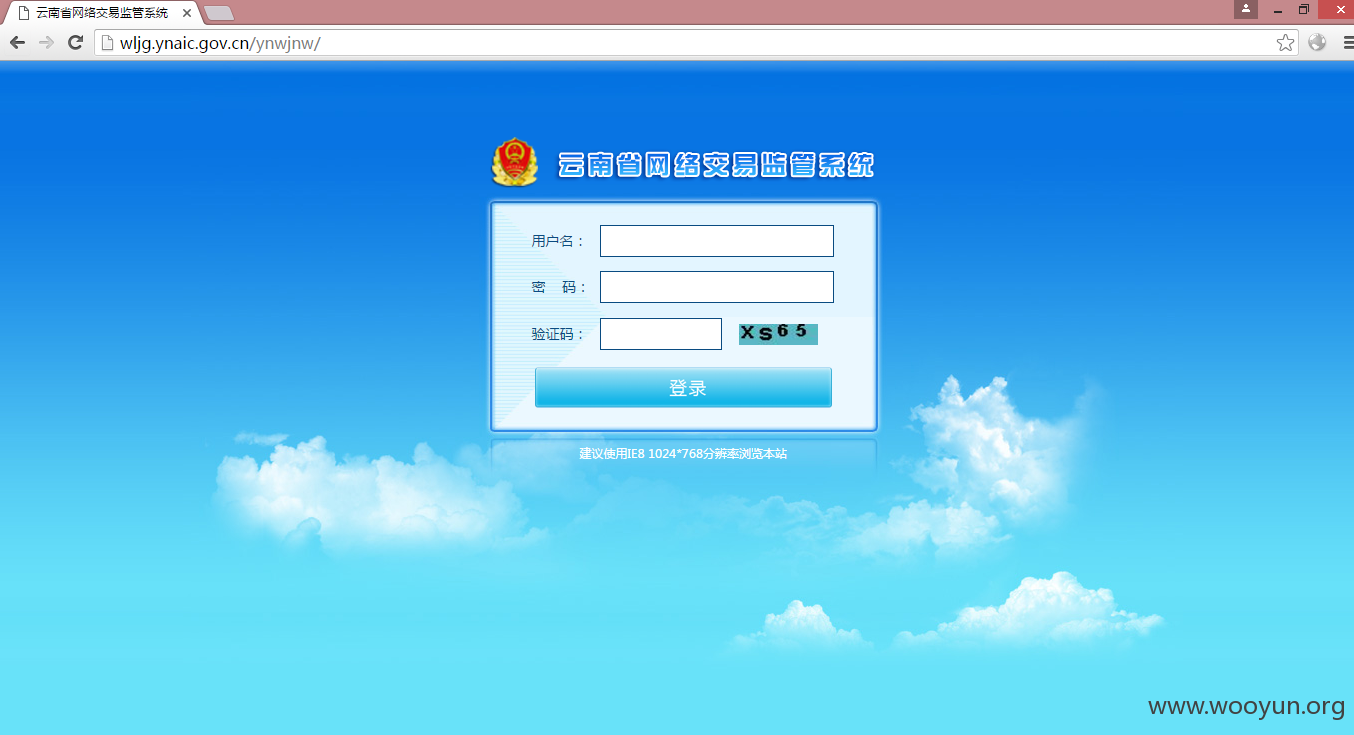 云南省网络交易监管系统
wljg.ynaic.gov.cn/ynwjnw/
云南省网络交易监管系统
用户名：
密 码：
验证码： Xs65
登录
建议使用IE8 1024*768分辨率浏览本站
www.wooyun.org